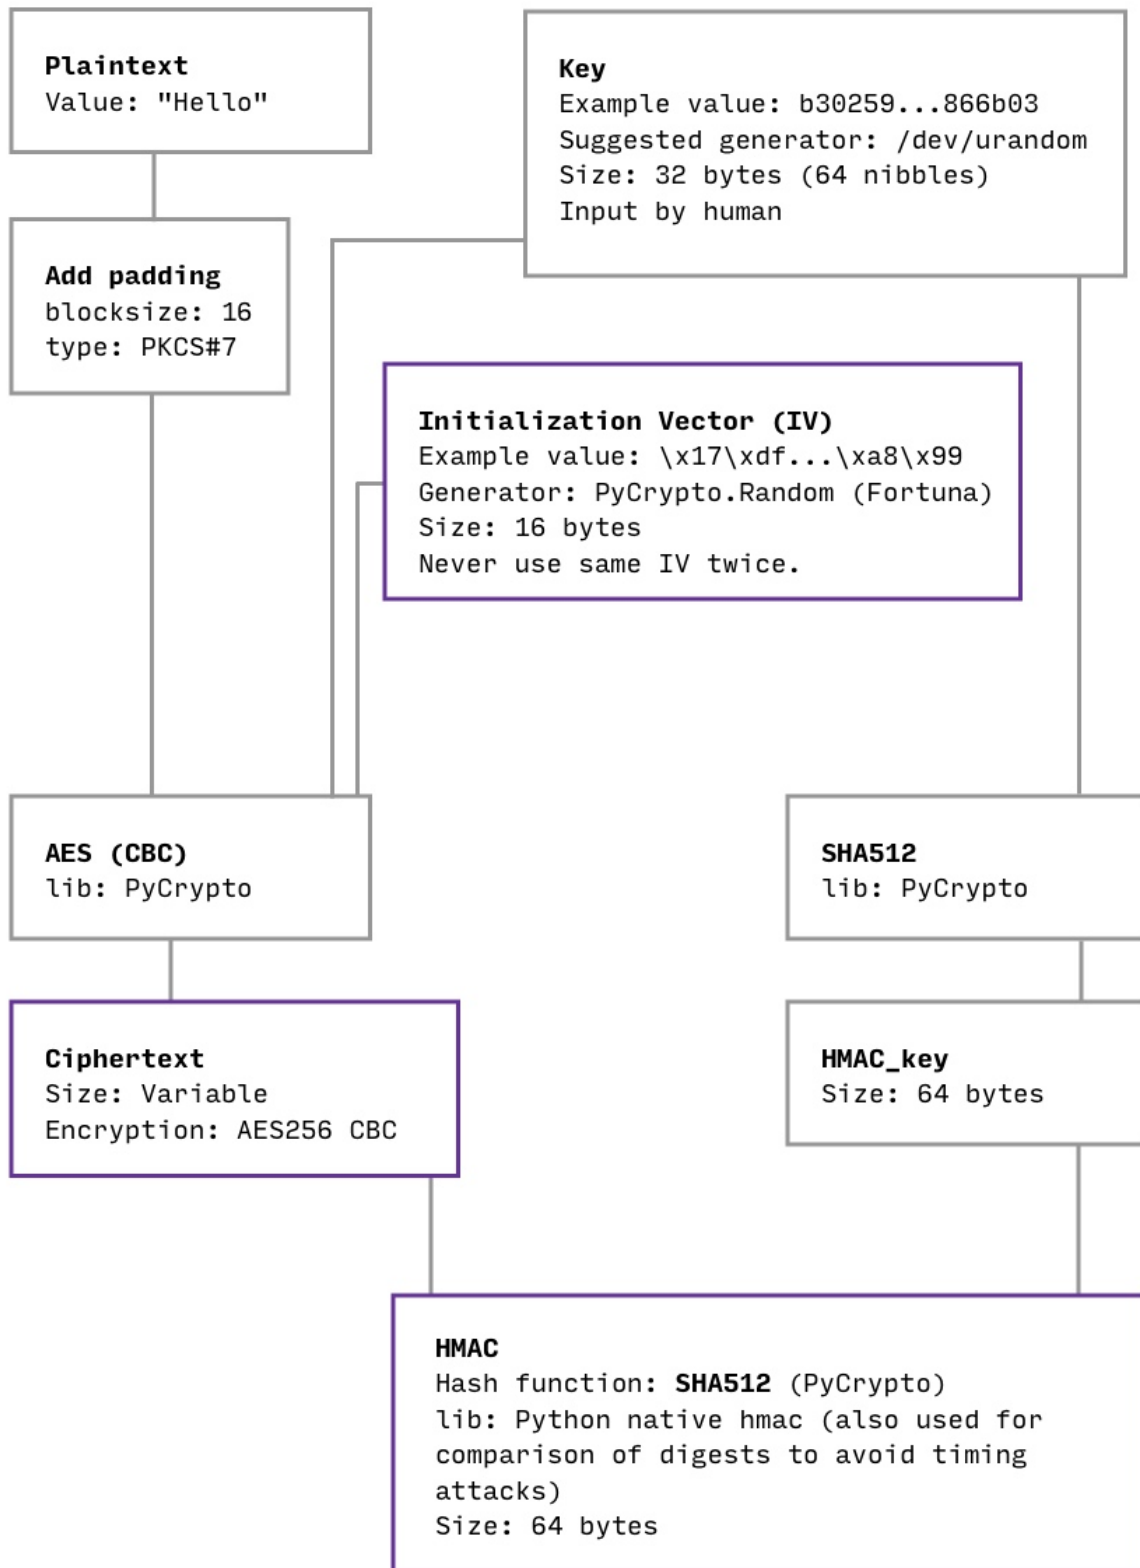 Plaintext
Value: "Hello"
Key
Example value: b30259...866b03
Suggested generator: /dev/urandom
Size: 32 bytes (64 nibbles)
Input by human
Add padding
blocksize: 16
type: PKCS#7
Initialization Vector (IV)
Example value: \x17\xdf...\xa8\x99
Generator: PyCrypto.Random (Fortuna)
Size: 16 bytes
Never use same IV twice.
AES (CBC)
lib: PyCrypto
SHA512
lib: PyCrypto
Ciphertext
Size: Variable
Encryption: AES256 CBC
HMAC_key
Size: 64 bytes
HMAC
Hash function: SHA512 (PyCrypto)
lib: Python native hmac (also used for
comparison of digests to avoid timing
attacks)
Size: 64 bytes